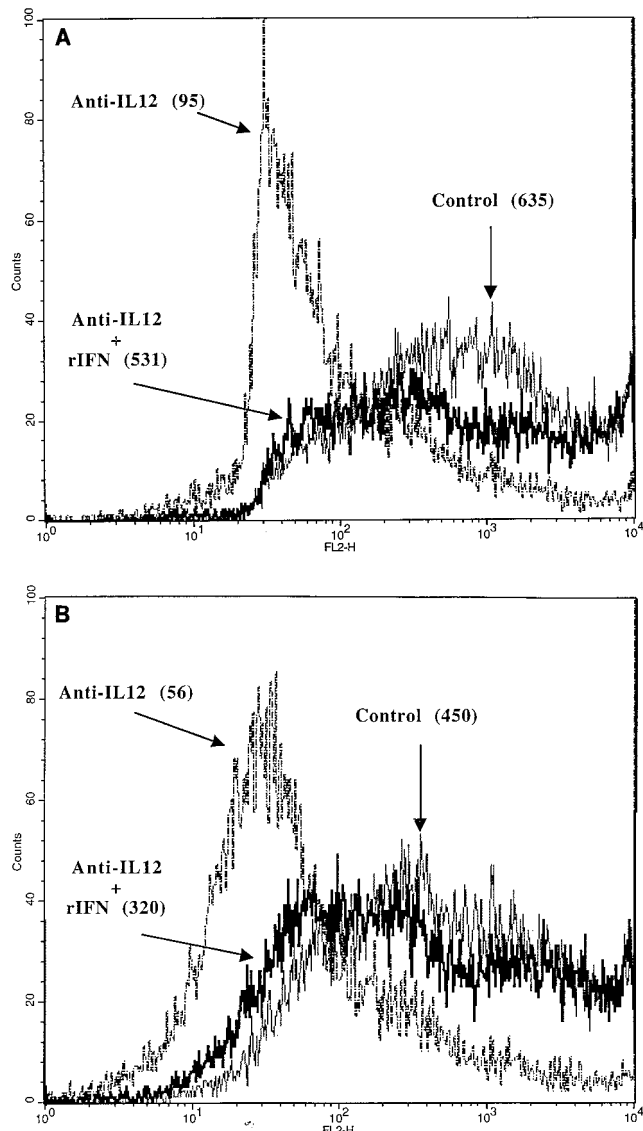 A
100
80
60
40
20
0
Counts
Anti-IL12 (95)
Control (635)
Anti-IL12
+
rIFN (531)
10^0
10^1
10^2
10^3
10^4
FL2-H
B
100
80
60
40
20
0
Counts
Anti-IL12 (56)
Control (450)
Anti-IL12
+
rIFN (320)
10^0
10^1
10^2
10^3
10^4
FL2-H